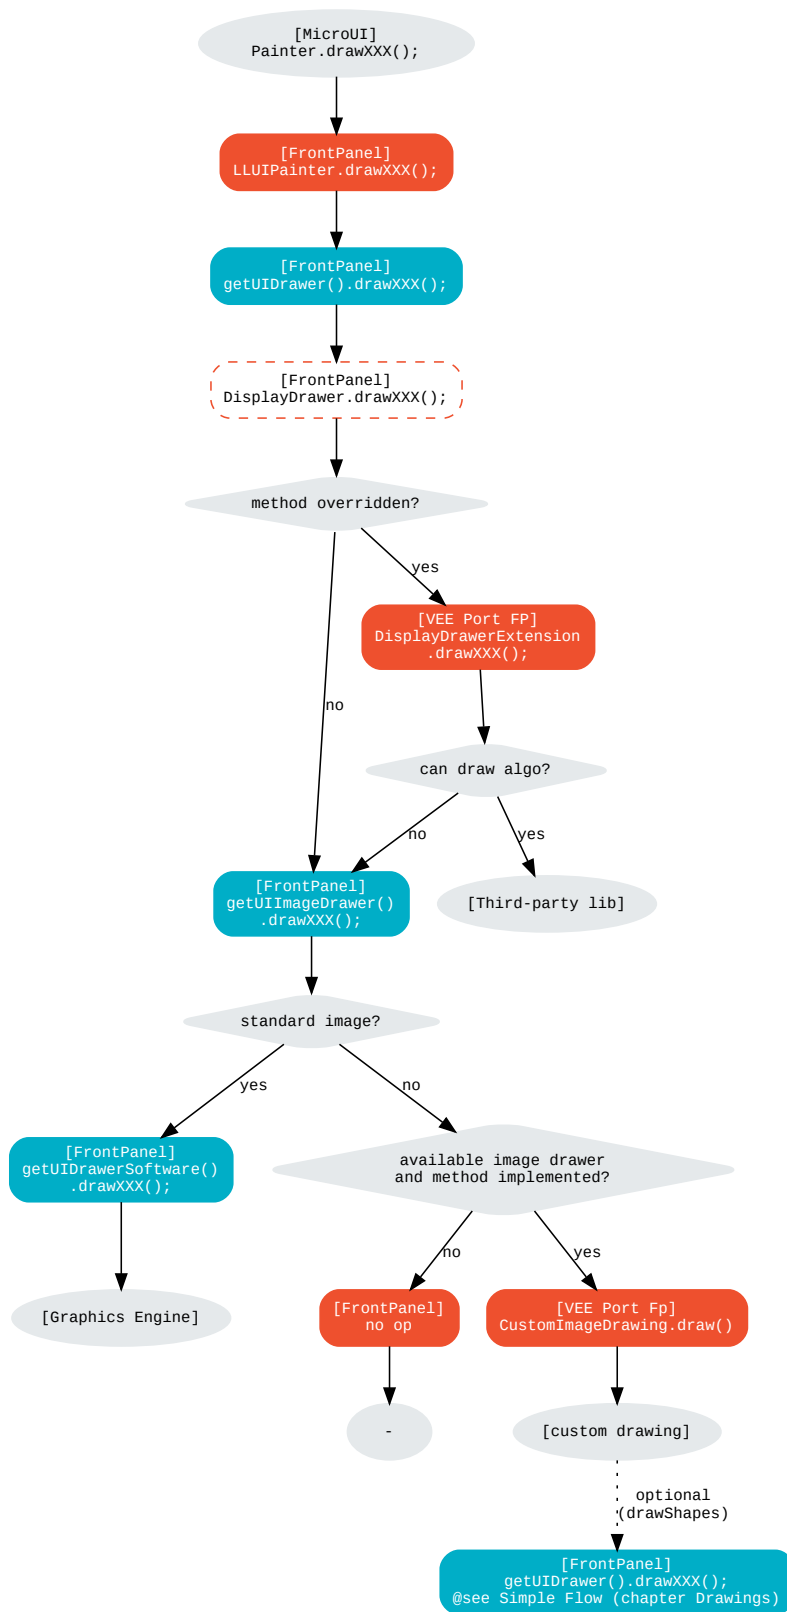 [MicroUI]
Painter.drawXXX();
[FrontPanel]
LLUIPainter.drawXXX();
[FrontPanel]
getUIDrawer().drawXXX();
[FrontPanel]
DisplayDrawer.drawXXX();
method overridden?
yes
[VEE Port FP]
DisplayDrawerExtension
.drawXXX();
no
can draw algo?
no
yes
[FrontPanel]
getUIImageDrawer()
.drawXXX();
[Third-party lib]
standard image?
yes
no
[FrontPanel]
getUIDrawerSoftware()
.drawXXX();
available image drawer
and method implemented?
no
yes
[Graphics Engine]
[FrontPanel]
no op
[VEE Port Fp]
CustomImageDrawing.draw()
-
[custom drawing]
optional
(drawShapes)
[FrontPanel]
getUIDrawer().drawXXX();
@see Simple Flow (chapter Drawings)